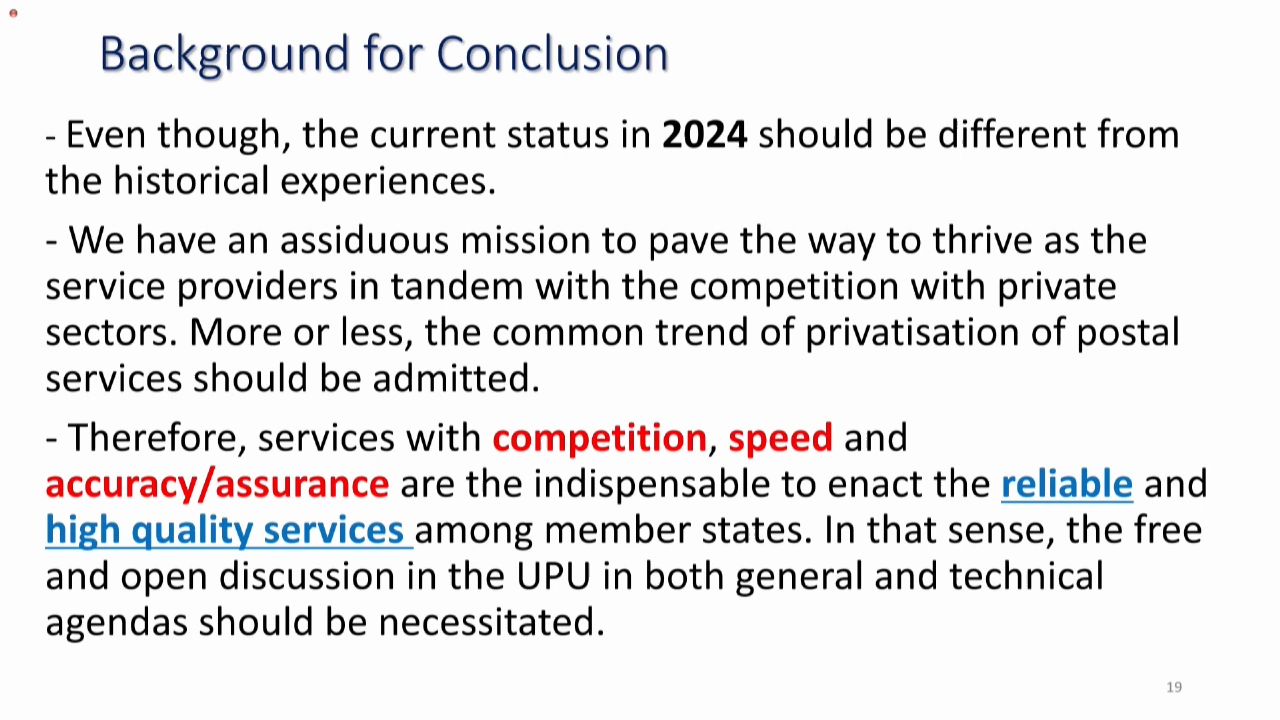 Background for Conclusion
- Even though, the current status in 2024 should be different from
the historical experiences.
- We have an assiduous mission to pave the way to thrive as the
service providers in tandem with the competition with private
sectors. More or less, the common trend of privatisation of postal
services should be admitted.
- Therefore, services with competition, speed and
accuracy/assurance are the indispensable to enact the reliable and
high quality services among member states. In that sense, the free
and open discussion in the UPU in both general and technical
agendas should be necessitated.
19